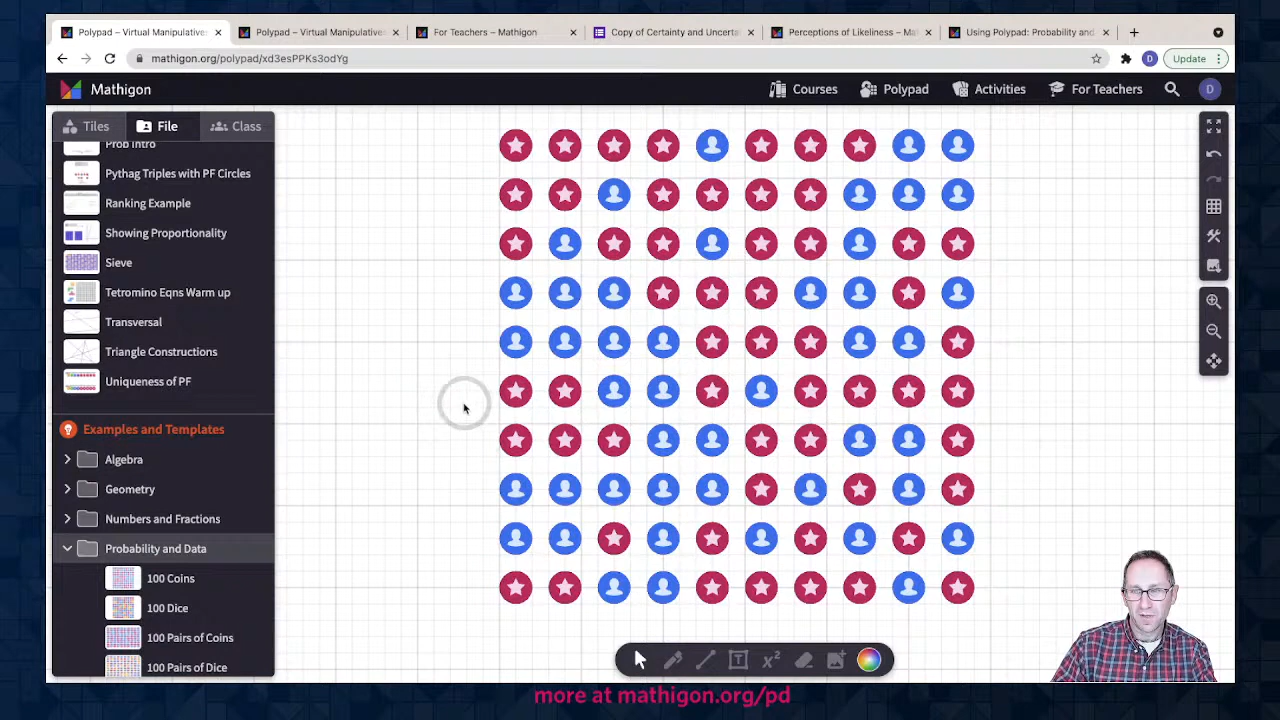 Polypad – Virtual Manipulatives
Polypad – Virtual Manipulatives
For Teachers – Mathigon
Copy of Certainty and Uncerta
Perceptions of Likeliness – Ma
Using Polypad: Probability and
mathigon.org/polypad/xd3esPPKs3odYg
D
Update
Mathigon
Courses
Polypad
Activities
For Teachers
D
Tiles
File
Class
Prob Intro
Pythag Triples with PF Circles
Ranking Example
Showing Proportionality
Sieve
Tetromino Eqns Warm up
Transversal
Triangle Constructions
Uniqueness of PF
Examples and Templates
Algebra
Geometry
Numbers and Fractions
Probability and Data
100 Coins
100 Dice
100 Pairs of Coins
100 Pairs of Dice
T
x²
more at mathigon.org/pd